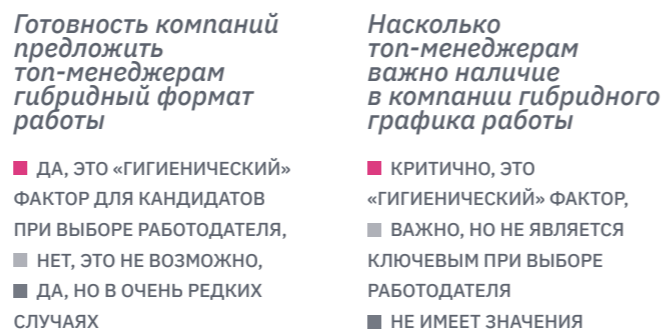 Готовность компаний
предложить
топ-менеджерам
гибридный формат
работы
ДА, ЭТО «ГИГИЕНИЧЕСКИЙ»
ФАКТОР ДЛЯ КАНДИДАТОВ
ПРИ ВЫБОРЕ РАБОТОДАТЕЛЯ,
НЕТ, ЭТО НЕ ВОЗМОЖНО,
ДА, НО В ОЧЕНЬ РЕДКИХ
СЛУЧАЯХ
Насколько
топ-менеджерам
важно наличие
в компании гибридного
графика работы
КРИТИЧНО, ЭТО
«ГИГИЕНИЧЕСКИЙ» ФАКТОР,
ВАЖНО, НО НЕ ЯВЛЯЕТСЯ
КЛЮЧЕВЫМ ПРИ ВЫБОРЕ
РАБОТОДАТЕЛЯ
НЕ ИМЕЕТ ЗНАЧЕНИЯ